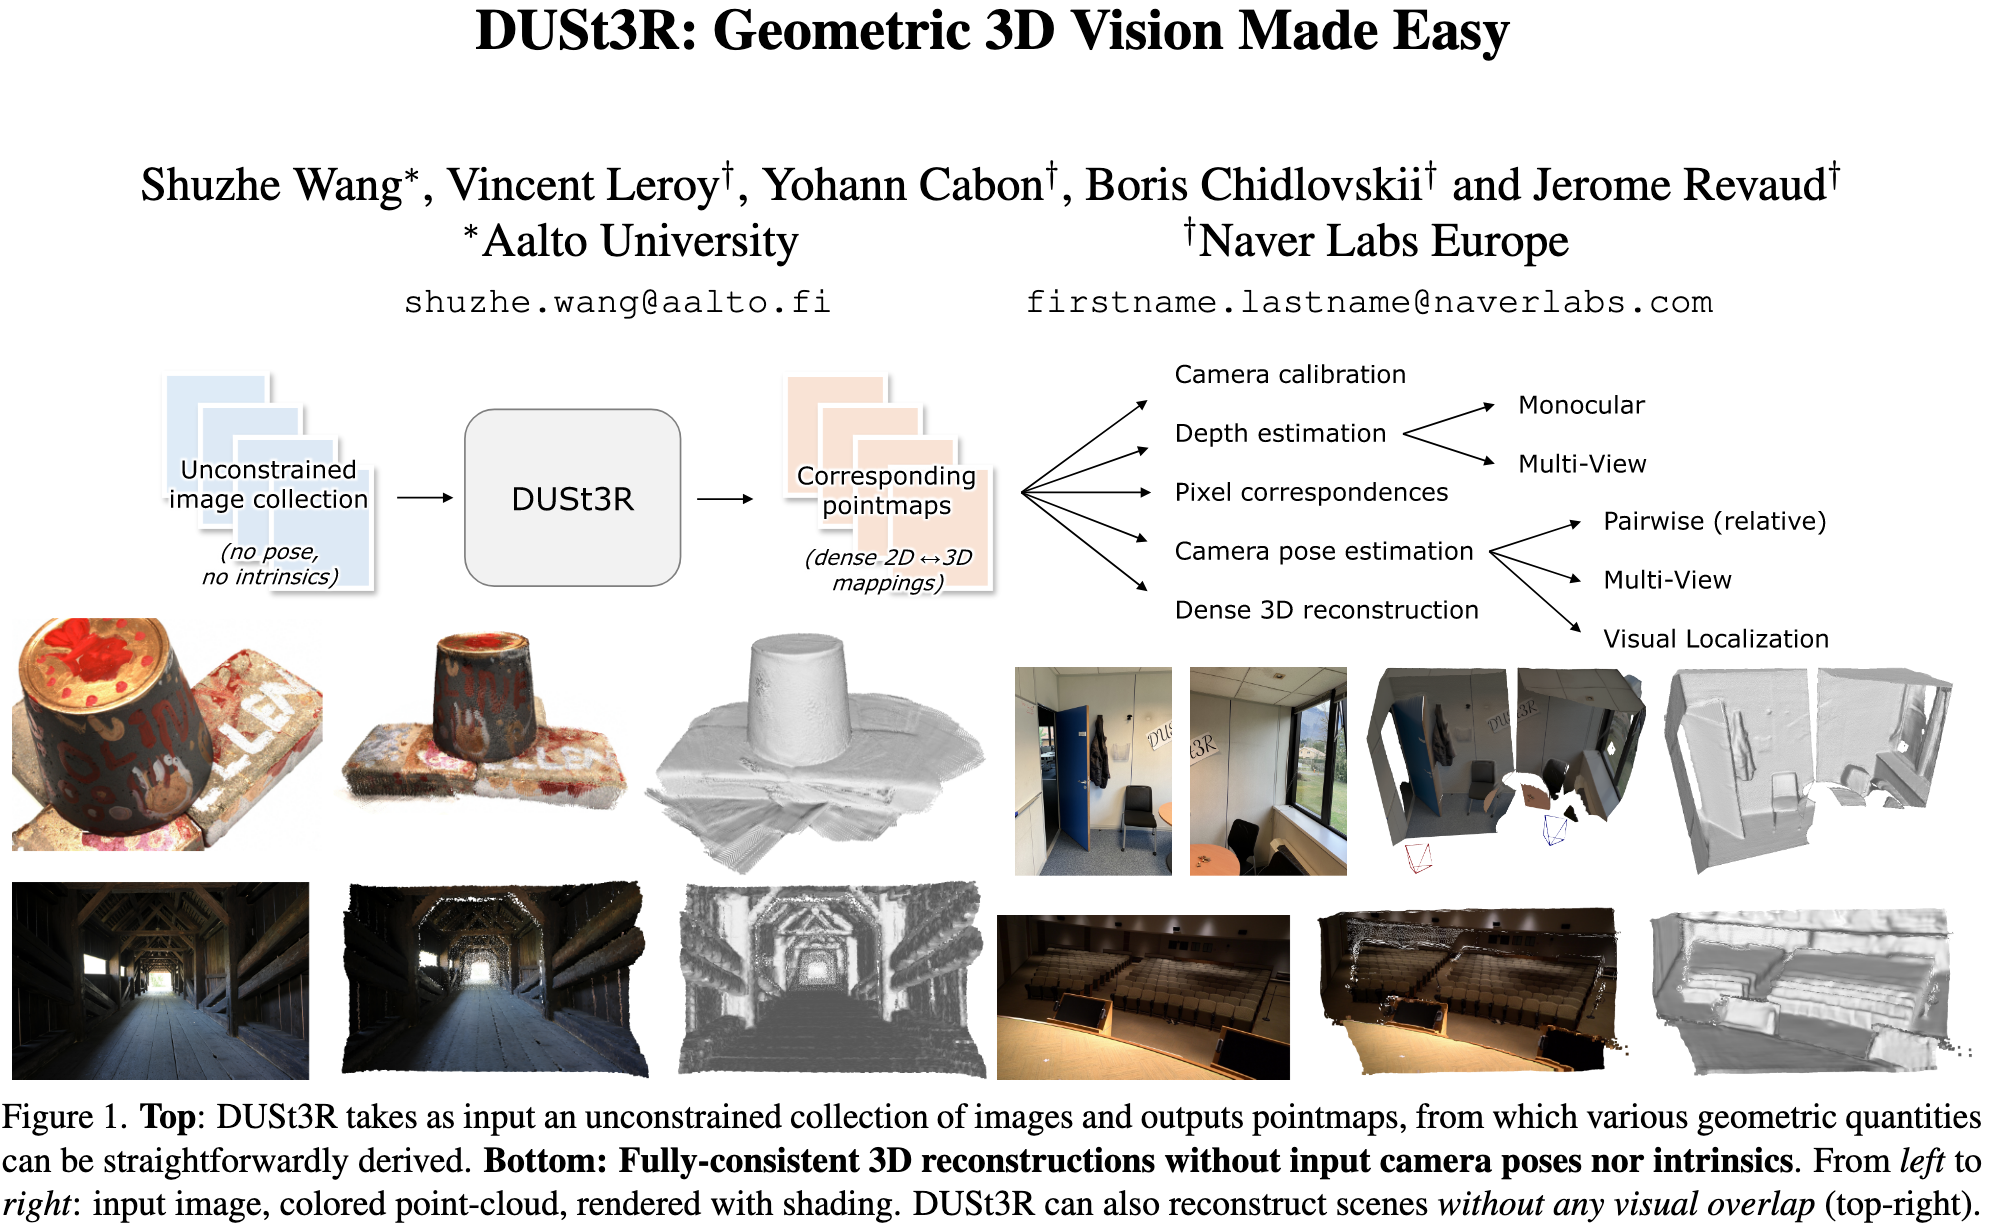 DUSt3R: Geometric 3D Vision Made Easy
Shuzhe Wang*, Vincent Leroy†, Yohann Cabon†, Boris Chidlovskii† and Jerome Revaud†
*Aalto University
†Naver Labs Europe
shuzhe.wang@aalto.fi
firstname.lastname@naverlabs.com
Unconstrained
image collection
(no pose,
no intrinsics)
DUSt3R
Corresponding
pointmaps
(dense 2D ↔3D
mappings)
Camera calibration
Depth estimation
Pixel correspondences
Camera pose estimation
Dense 3D reconstruction
Monocular
Multi-View
Pairwise (relative)
Multi-View
Visual Localization
LLEN
DUS
t3R
DUSt3R
Figure 1. Top: DUSt3R takes as input an unconstrained collection of images and outputs pointmaps, from which various geometric quantities
can be straightforwardly derived. Bottom: Fully-consistent 3D reconstructions without input camera poses nor intrinsics. From left to
right: input image, colored point-cloud, rendered with shading. DUSt3R can also reconstruct scenes without any visual overlap (top-right).